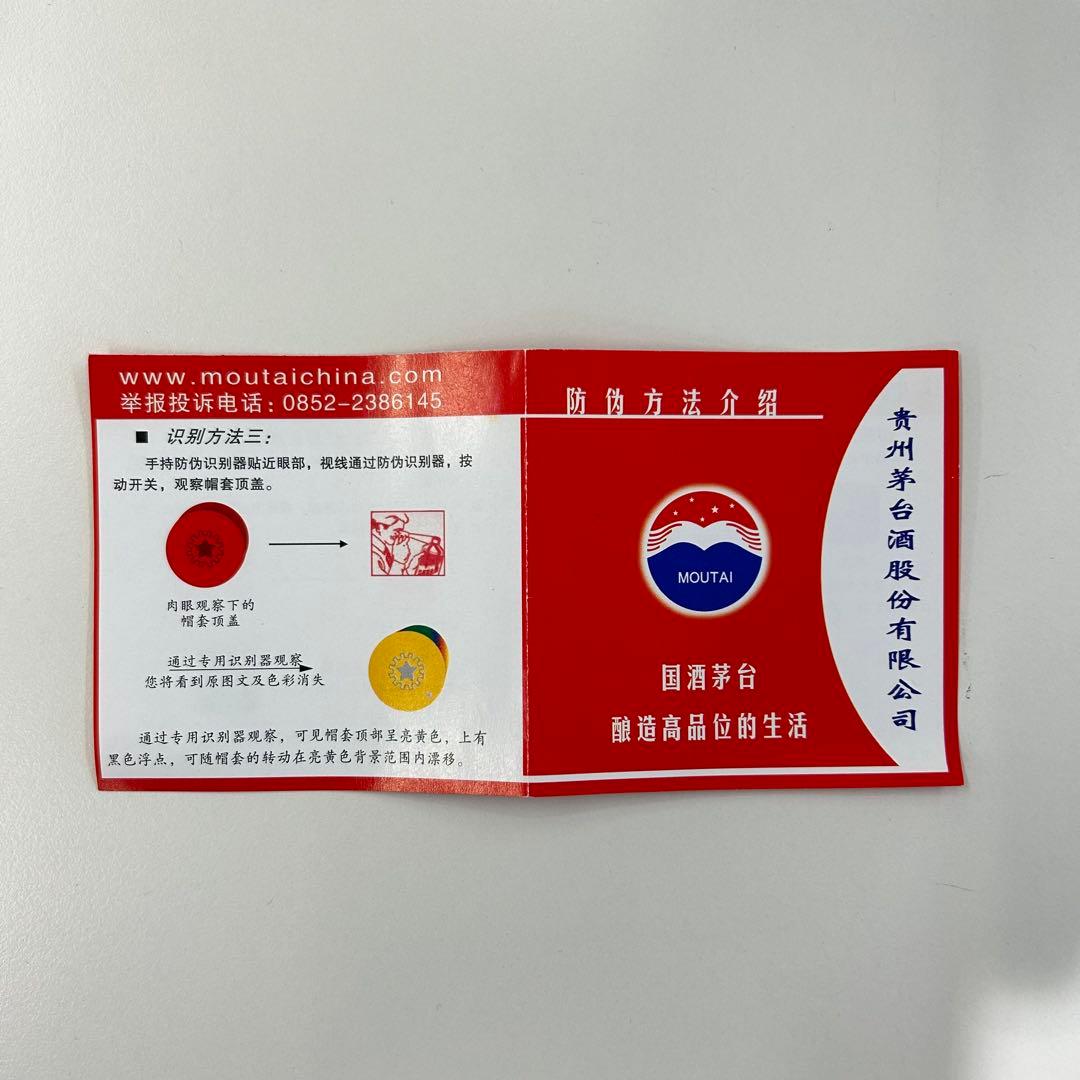 www.moutaichina.com
举报投诉电话：0852-2386145
■ 识别方法三：
手持防伪识别器贴近眼部，视线通过防伪识别器，按
动开关，观察帽套顶盖。
肉眼观察下的
帽套顶盖
通过专用识别器观察
您将看到原图文及色彩消失
通过专用识别器观察，可见帽套顶部呈亮黄色，上有
黑色浮点，可随帽套的转动在亮黄色背景范围内漂移。
防伪方法介绍
MOUTAI
国酒茅台
酿造高品位的生活
贵州茅台酒股份有限公司